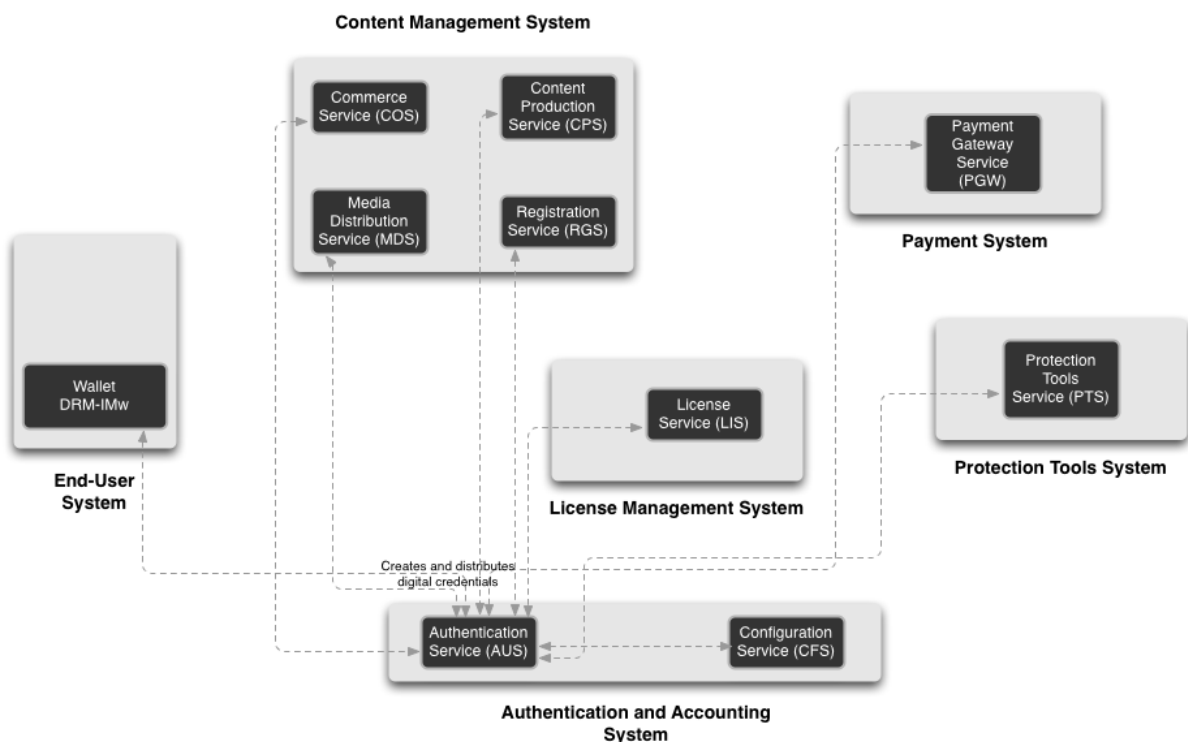 Content Management System
Commerce
Service (COS)
Content
Production
Service (CPS)
Media
Distribution
Service (MDS)
Registration
Service (RGS)
Payment
Gateway
Service
(PGW)
Payment System
Wallet
DRM-IMw
End-User
System
License
Service (LIS)
License Management System
Protection
Tools
Service (PTS)
Protection Tools System
Creates and distributes
digital credentials
Authentication
Service (AUS)
Configuration
Service (CFS)
Authentication and Accounting
System